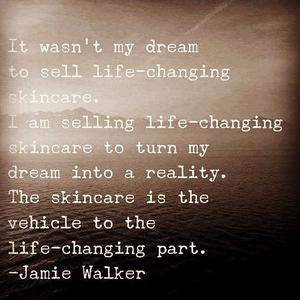 It wasn't my dream
to sell life-changing
skincare.
I am selling life-changing
skincare to turn my
dream into a reality.
The skincare is the
vehicle to the
life-changing part.
-Jamie Walker